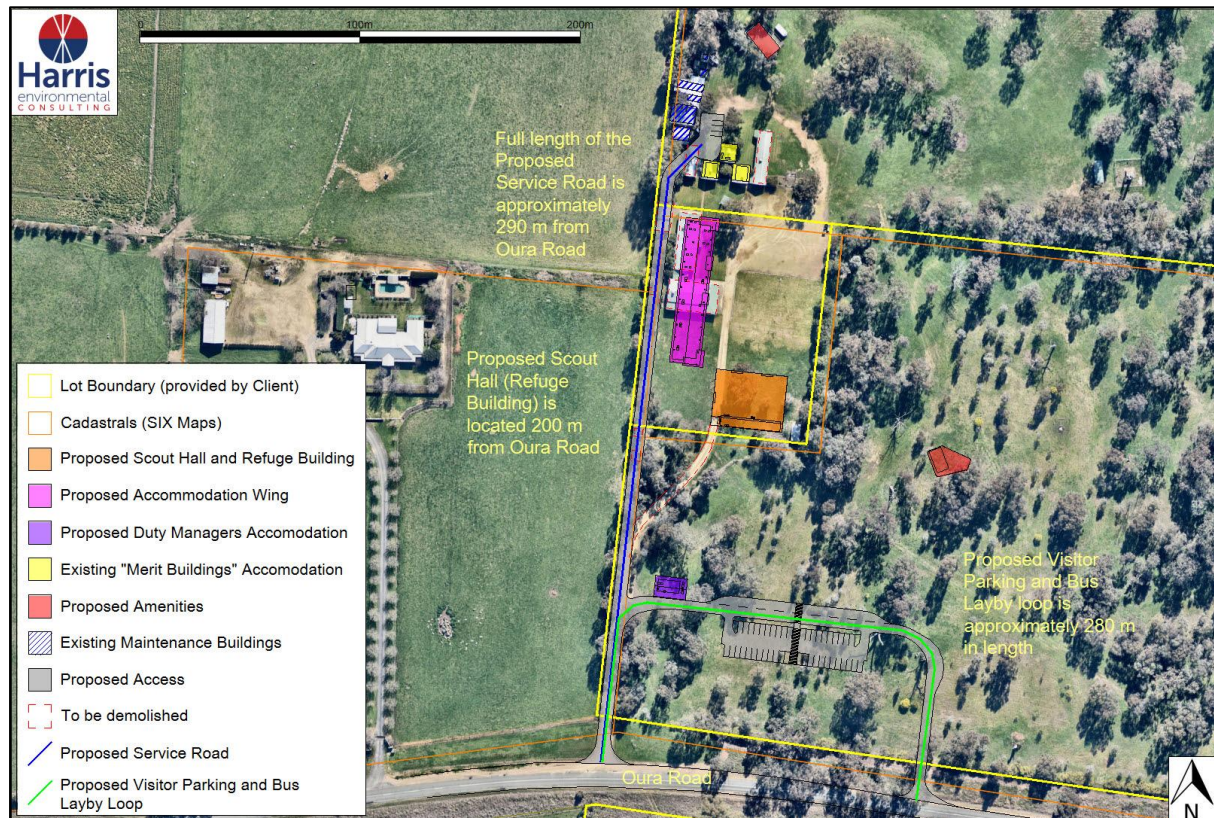 Harris
environmental
CONSULTING
100m
200m
Full length of the
Proposed
Service Road is
approximately
290 m from
Oura Road
Proposed Scout
Hall (Refuge
Building) is
located 200 m
from Oura Road
Proposed Visitor
Parking and Bus
Layby loop is
approximately 280 m
in length
Oura Road
Lot Boundary (provided by Client)
Cadastrals (SIX Maps)
Proposed Scout Hall and Refuge Building
Proposed Accommodation Wing
Proposed Duty Managers Accomodation
Existing "Merit Buildings" Accomodation
Proposed Amenities
Existing Maintenance Buildings
Proposed Access
To be demolished
Proposed Service Road
Proposed Visitor Parking and Bus
Layby Loop
N